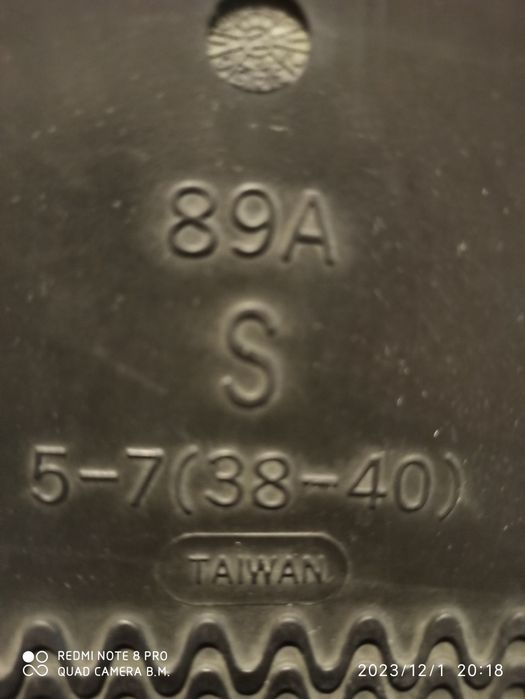 89A
S
5-7(38-40)
TAIWAN
REDMI NOTE 8 PRO
QUAD CAMERA B.M.
2023/12/1 20:18